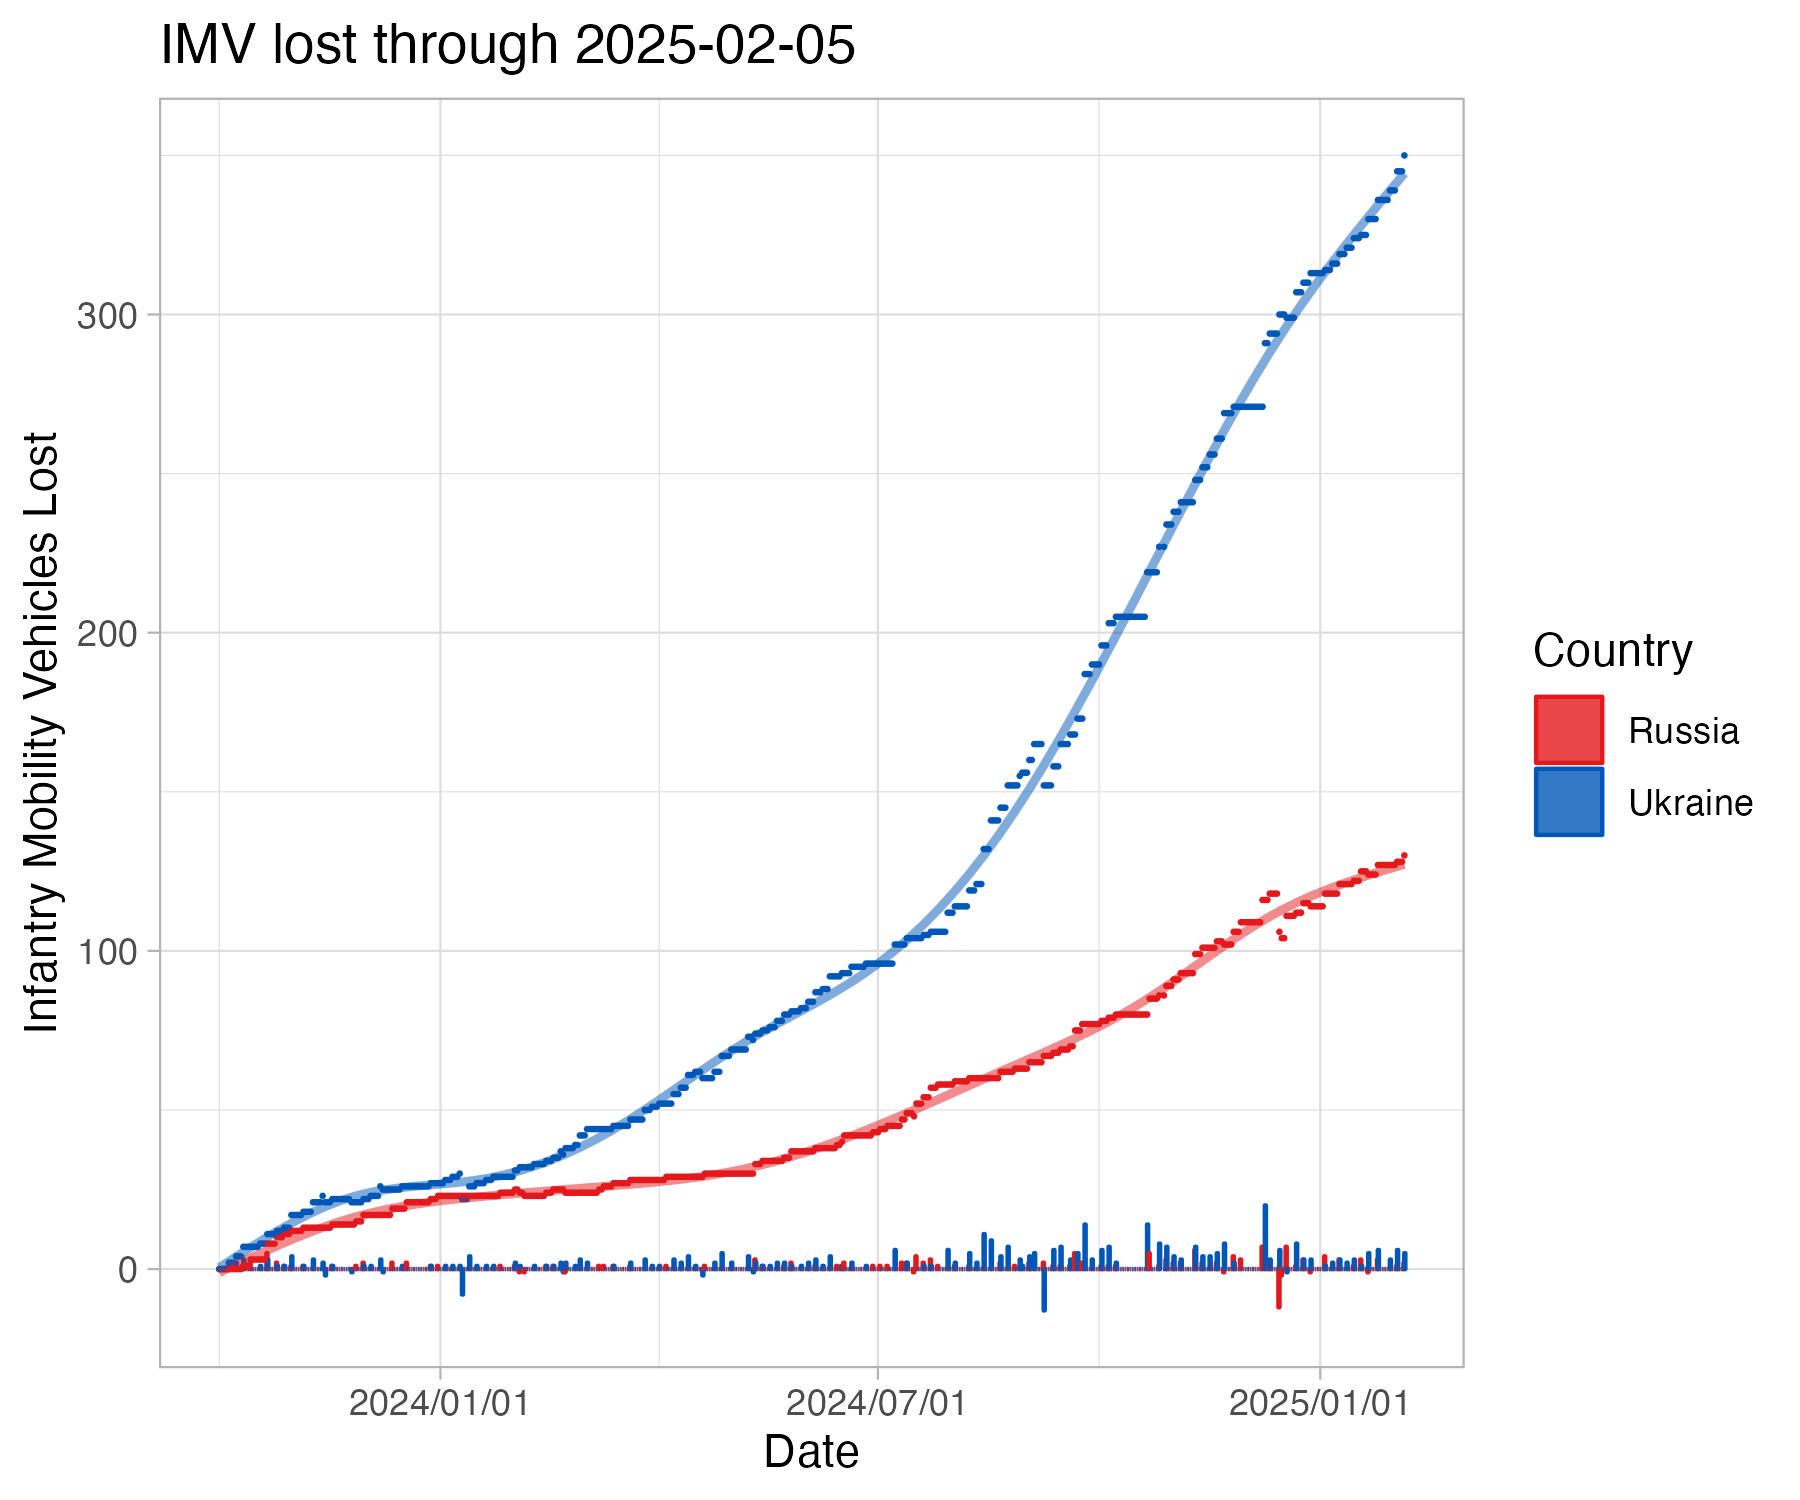 IMV lost through 2025-02-05
Infantry Mobility Vehicles Lost
300
200
100
0
2024/01/01
2024/07/01
2025/01/01
Date
Country
Russia
Ukraine